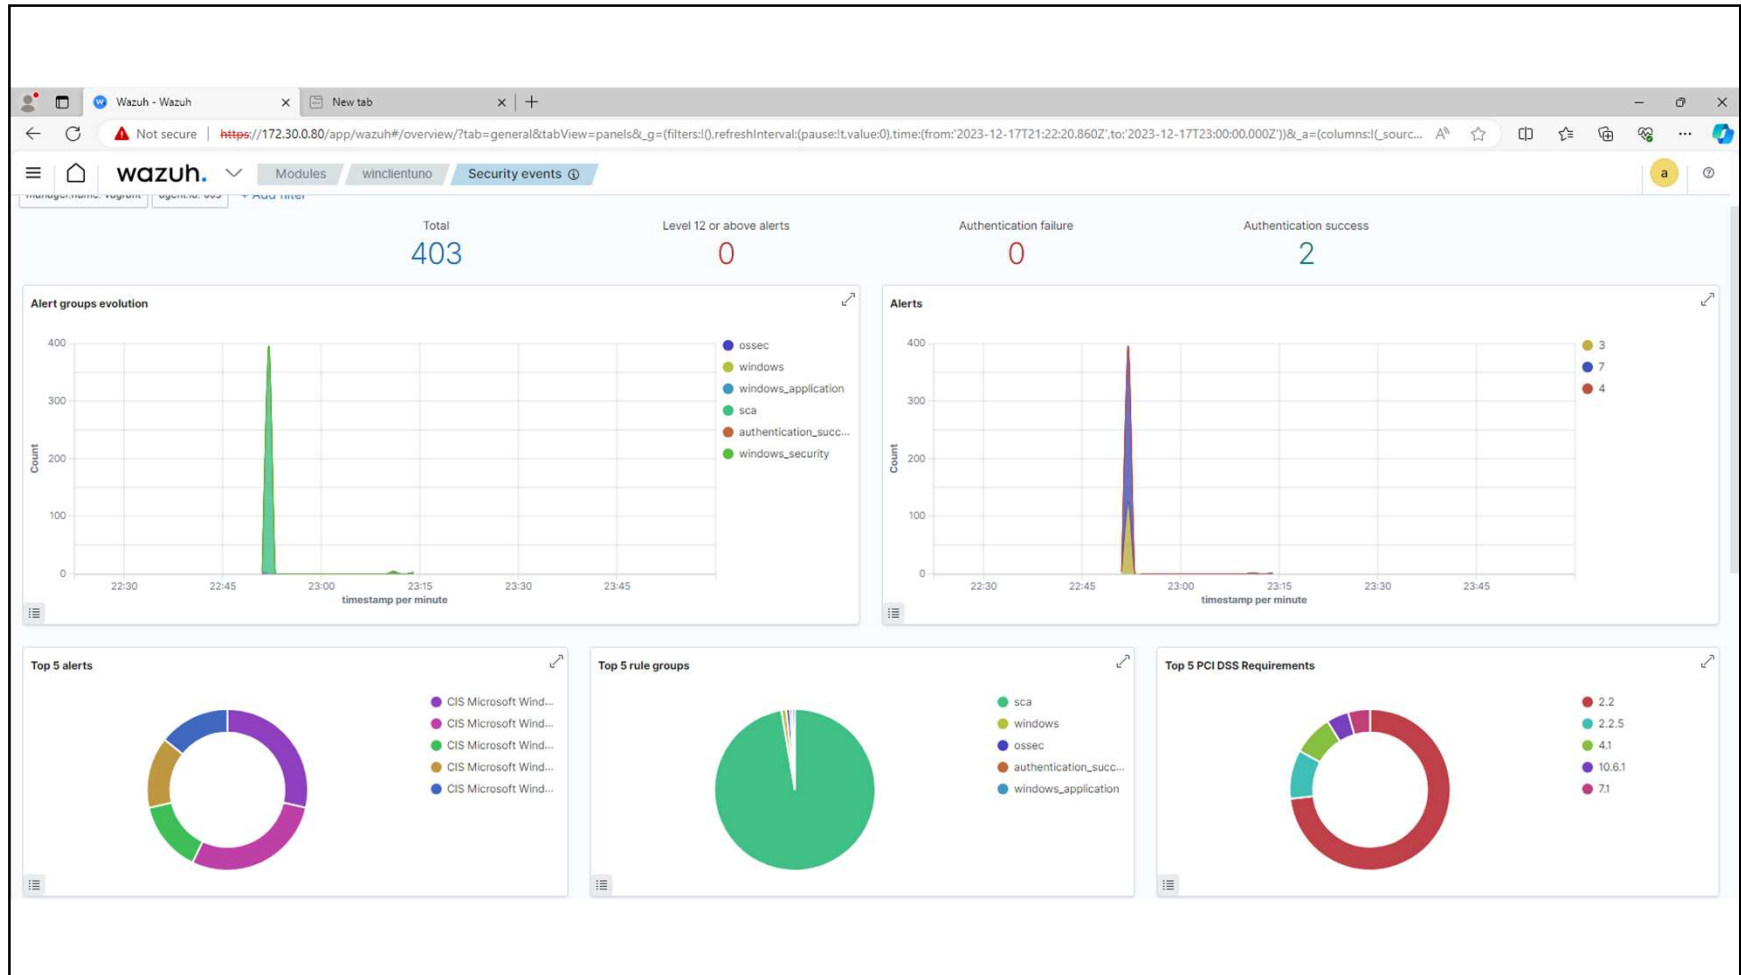 Wazuh - Wazuh
New tab
Not secure
https://172.30.0.80/app/wazuh#/overview/?tab=general&tabView=panels&_g=(filters:!(),refreshInterval:(pause:!t,value:0),time:(from:'2023-12-17T21:22:20.860Z',to:'2023-12-17T23:00:00.000Z'))&_a=(columns:!(_sourc...
wazuh.
Modules
winclientuno
Security events
a
manager.name: vagrant
agent.id: 003
+ Add filter
Total
403
Level 12 or above alerts
0
Authentication failure
0
Authentication success
2
Alert groups evolution
400
300
200
100
0
Count
22:30
22:45
23:00
23:15
23:30
23:45
timestamp per minute
ossec
windows
windows_application
sca
authentication_succ...
windows_security
Alerts
400
300
200
100
0
Count
22:30
22:45
23:00
23:15
23:30
23:45
timestamp per minute
3
7
4
Top 5 alerts
CIS Microsoft Wind...
CIS Microsoft Wind...
CIS Microsoft Wind...
CIS Microsoft Wind...
CIS Microsoft Wind...
Top 5 rule groups
sca
windows
ossec
authentication_succ...
windows_application
Top 5 PCI DSS Requirements
2.2
2.2.5
4.1
10.6.1
7.1